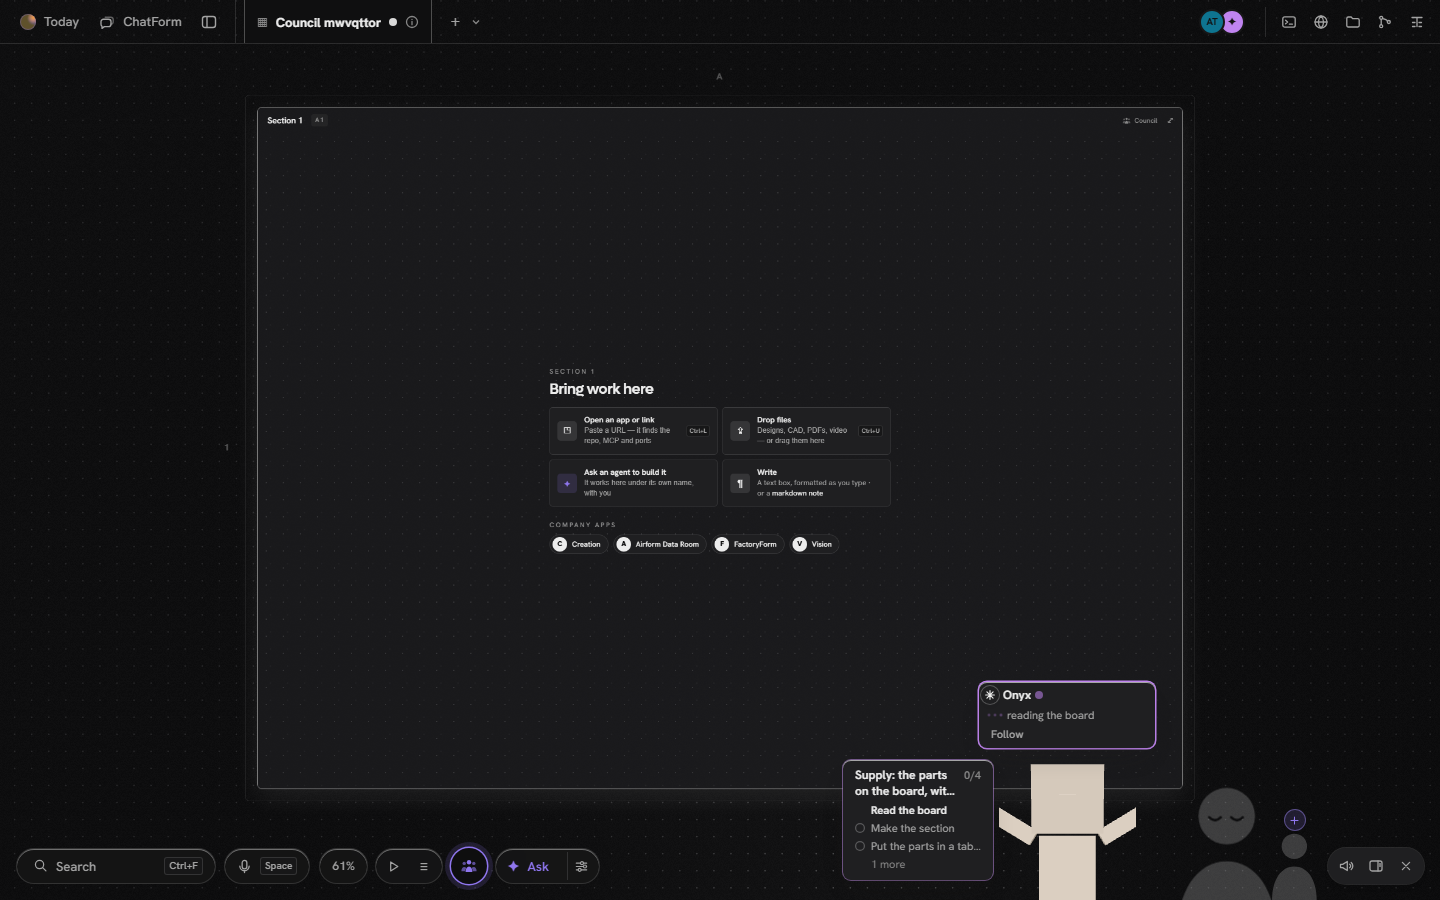 Today
ChatForm
Council mwvqttor
AT
A
Section 1
A1
Council
SECTION 1
Bring work here
Open an app or link
Paste a URL — it finds the
repo, MCP and ports
Ctrl+L
Drop files
Designs, CAD, PDFs, video
— or drag them here
Ctrl+U
1
Ask an agent to build it
It works here under its own name,
with you
Write
A text box, formatted as you type ·
or a markdown note
COMPANY APPS
C Creation
A Airform Data Room
F FactoryForm
V Vision
Onyx
reading the board
Follow
Supply: the parts 0/4
on the board, wit...
Read the board
Make the section
Put the parts in a tab...
1 more
Search
Ctrl+F
Space
61%
Ask